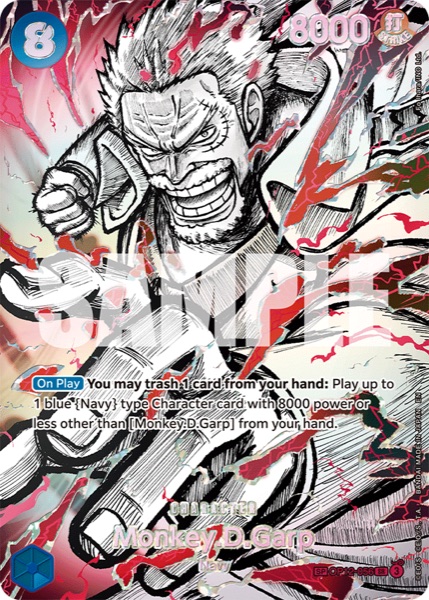 8
8000
STRIKE
SAMPLE
On Play You may trash 1 card from your hand: Play up to
1 blue {Navy} type Character card with 8000 power or
less other than [Monkey.D.Garp] from your hand.
CHARACTER
Monkey.D.Garp
Navy
3